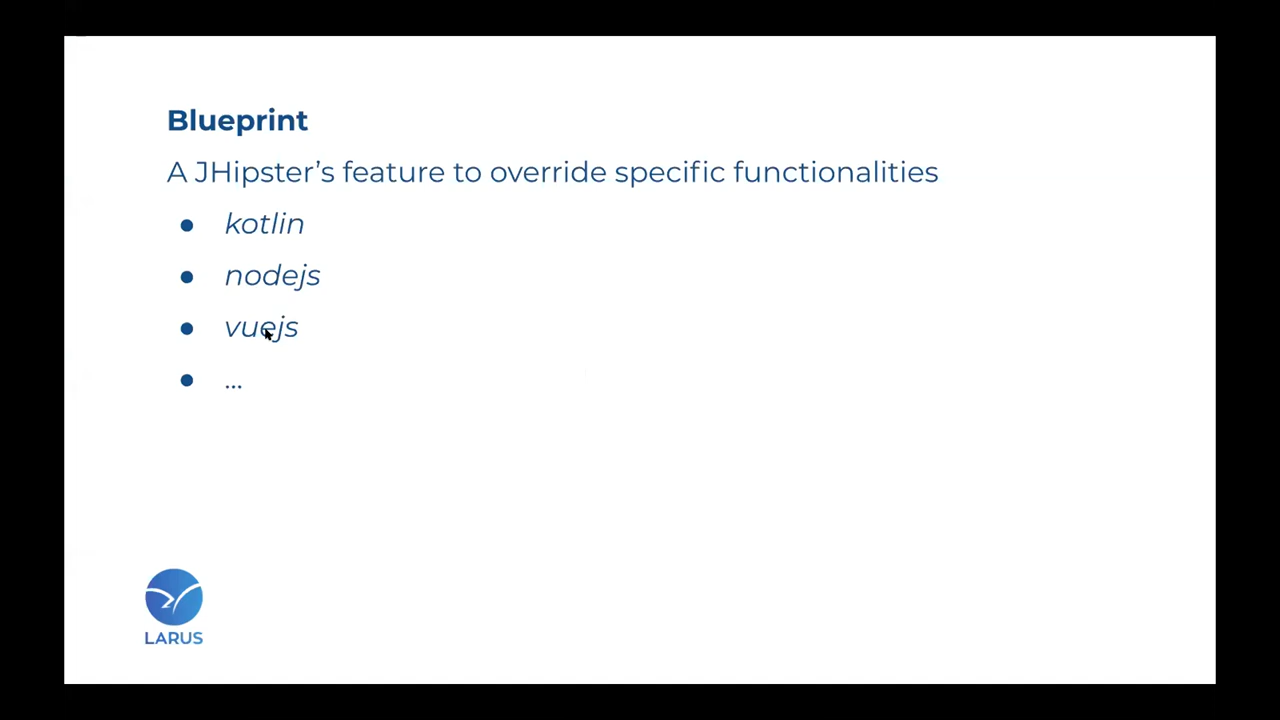 Blueprint
A JHipster’s feature to override specific functionalities
● kotlin
● nodejs
● vuejs
● ...
LARUS